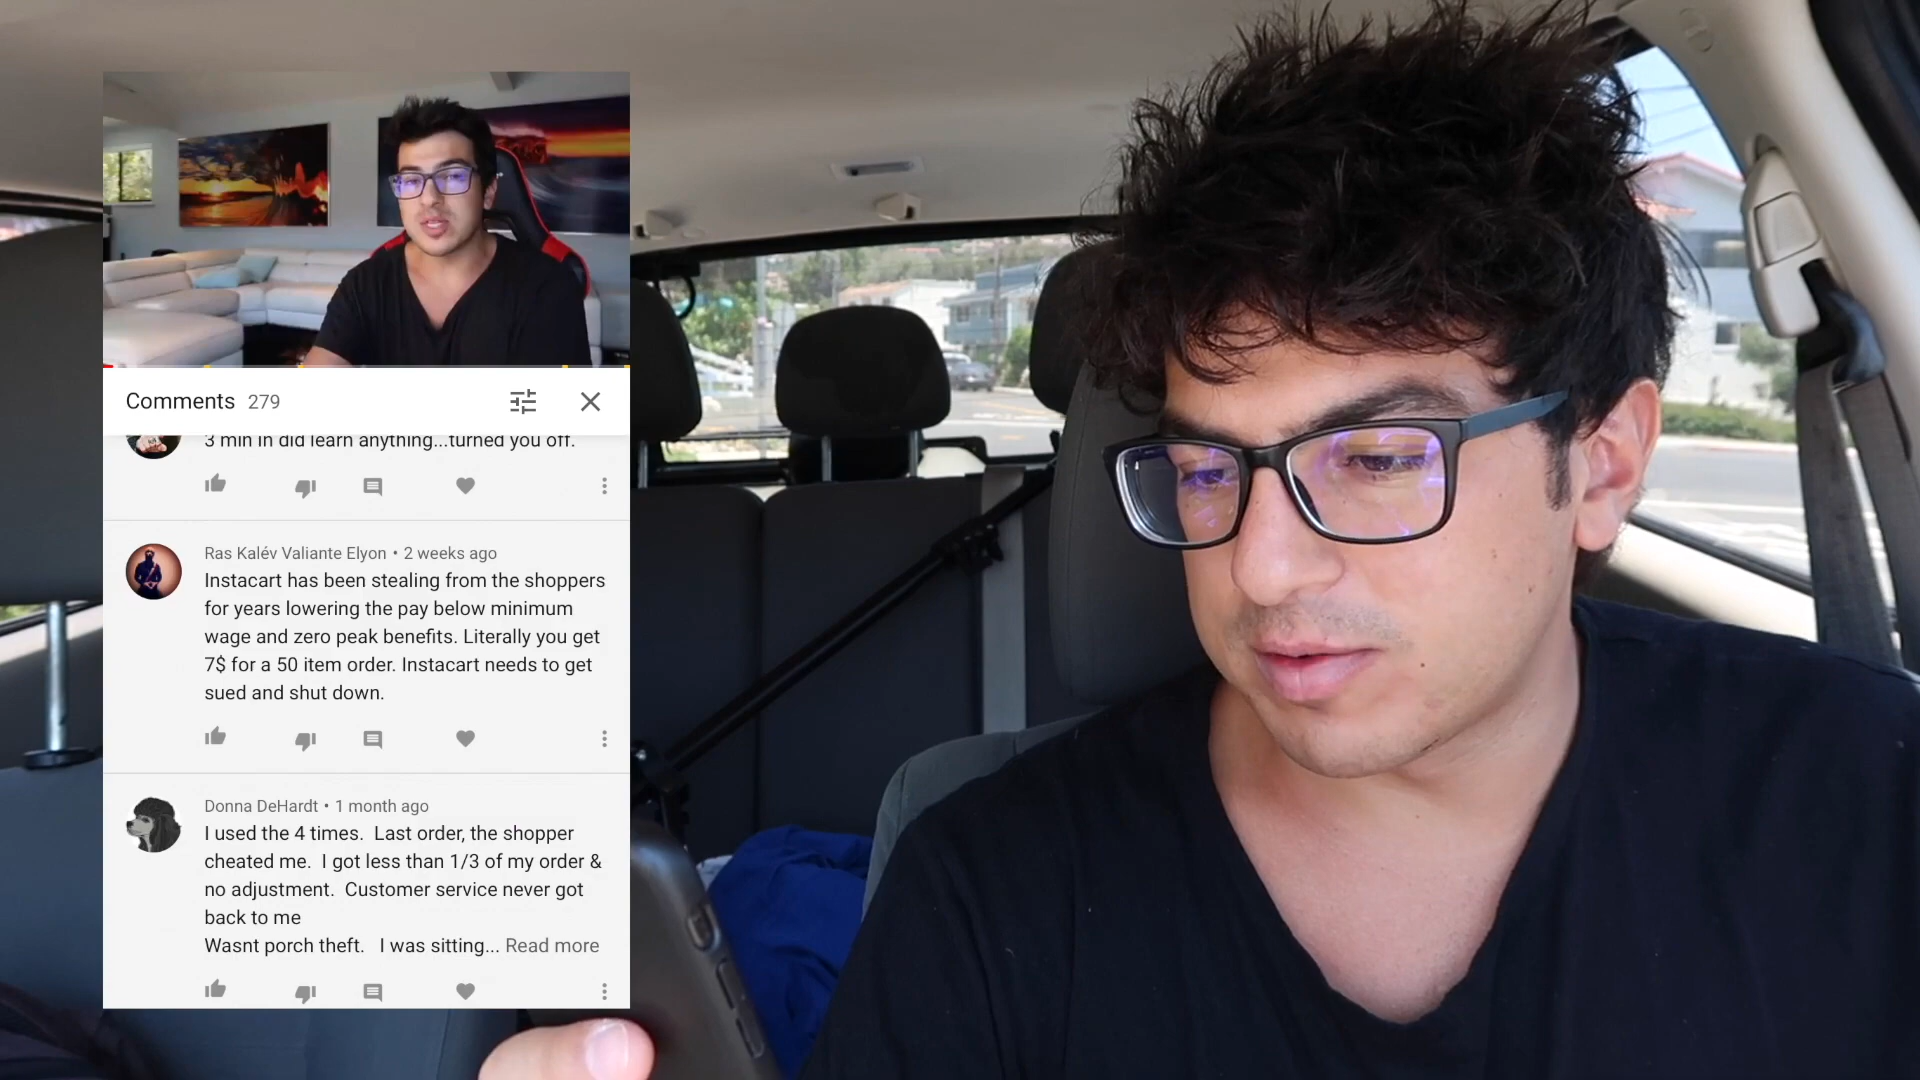 Comments 279
3 min in did learn anything...turned you off.
Ras Kalév Valiante Elyon • 2 weeks ago
Instacart has been stealing from the shoppers
for years lowering the pay below minimum
wage and zero peak benefits. Literally you get
7$ for a 50 item order. Instacart needs to get
sued and shut down.
Donna DeHardt • 1 month ago
I used the 4 times.  Last order, the shopper
cheated me.  I got less than 1/3 of my order &
no adjustment.  Customer service never got
back to me
Wasnt porch theft.   I was sitting... Read more